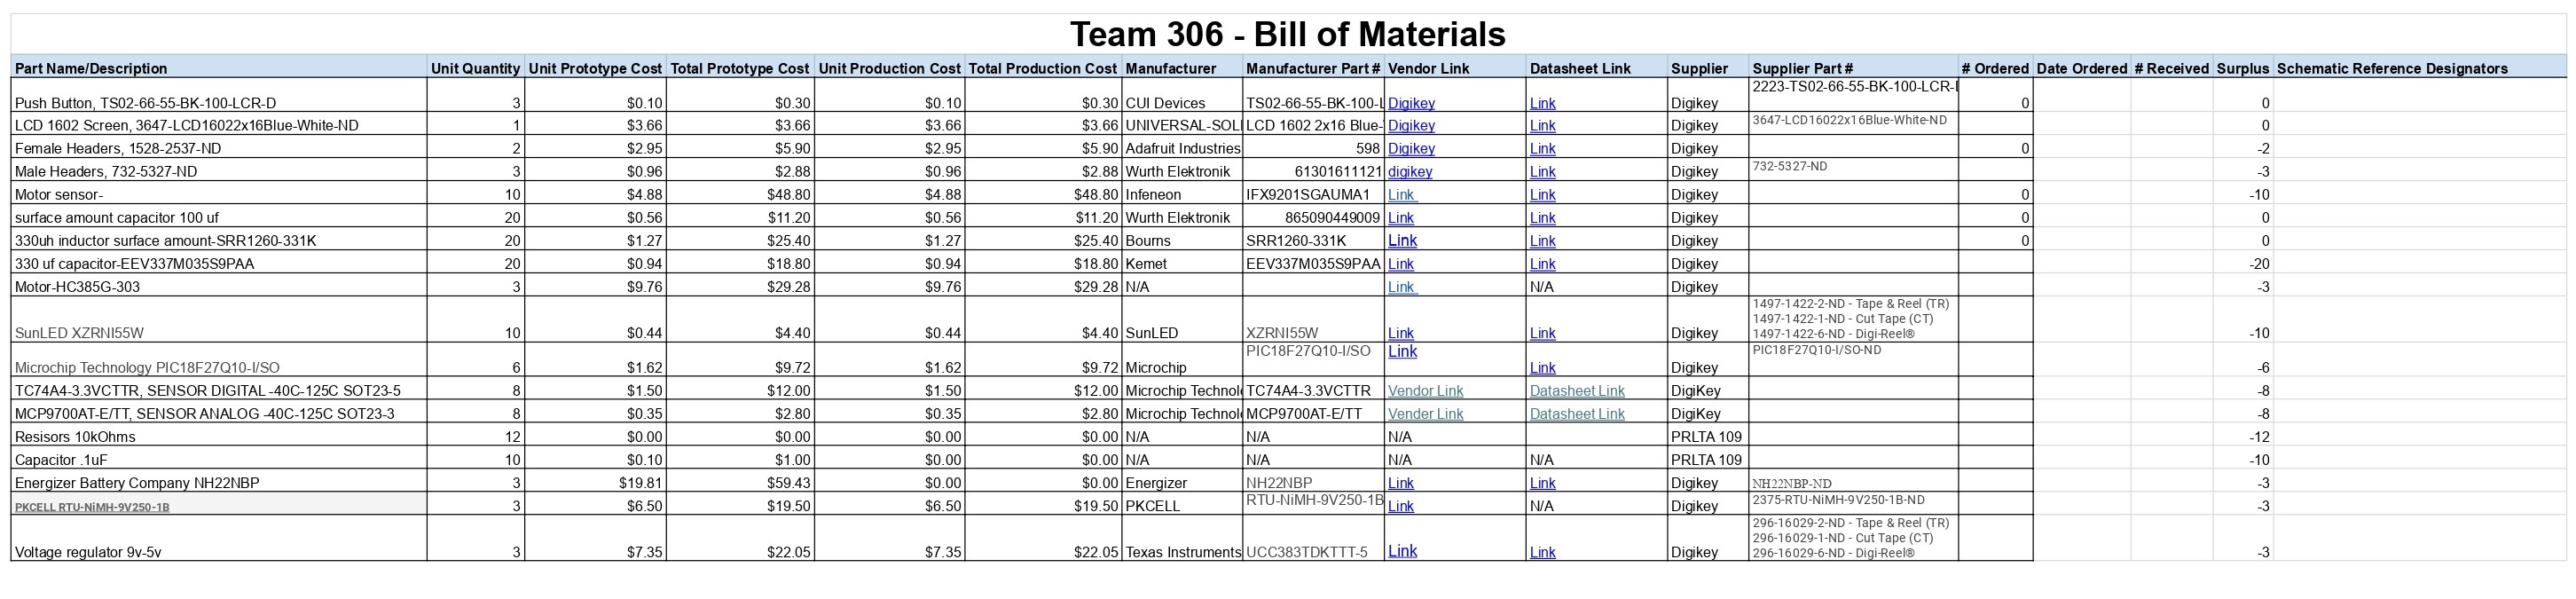 Team 306 - Bill of Materials
Part Name/Description Unit Quantity Unit Prototype Cost Total Prototype Cost Unit Production Cost Total Production Cost Manufacturer Manufacturer Part # Vendor Link Datasheet Link Supplier Supplier Part # # Ordered Date Ordered # Received Surplus Schematic Reference Designators
Push Button, TS02-66-55-BK-100-LCR-D 3 $0.10 $0.30 $0.10 $0.30 CUI Devices TS02-66-55-BK-100-L Digikey Link Digikey 2223-TS02-66-55-BK-100-LCR- 0 0
LCD 1602 Screen, 3647-LCD16022x16Blue-White-ND 1 $3.66 $3.66 $3.66 $3.66 UNIVERSAL-SOL LCD 1602 2x16 Blue- Digikey Link Digikey 3647-LCD16022x16Blue-White-ND 0
Female Headers, 1528-2537-ND 2 $2.95 $5.90 $2.95 $5.90 Adafruit Industries 598 Digikey Link Digikey 0 -2
Male Headers, 732-5327-ND 3 $0.96 $2.88 $0.96 $2.88 Wurth Elektronik 61301611121 digikey Link Digikey 732-5327-ND -3
Motor sensor- 10 $4.88 $48.80 $4.88 $48.80 Infeneon IFX9201SGAUMA1 Link Link Digikey 0 -10
surface amount capacitor 100 uf 20 $0.56 $11.20 $0.56 $11.20 Wurth Elektronik 865090449009 Link Link Digikey 0 0
330uh inductor surface amount-SRR1260-331K 20 $1.27 $25.40 $1.27 $25.40 Bourns SRR1260-331K Link Link Digikey 0 0
330 uf capacitor-EEV337M035S9PAA 20 $0.94 $18.80 $0.94 $18.80 Kemet EEV337M035S9PAA Link Link Digikey -20
Motor-HC385G-303 3 $9.76 $29.28 $9.76 $29.28 N/A Link N/A Digikey -3
1497-1422-2-ND - Tape & Reel (TR)
1497-1422-1-ND - Cut Tape (CT)
SunLED XZRNI55W 10 $0.44 $4.40 $0.44 $4.40 SunLED XZRNI55W Link Link Digikey 1497-1422-6-ND - Digi-Reel® -10
Microchip Technology PIC18F27Q10-I/SO 6 $1.62 $9.72 $1.62 $9.72 Microchip PIC18F27Q10-I/SO Link Link Digikey PIC18F27Q10-I/SO-ND -6
TC74A4-3.3VCTTR, SENSOR DIGITAL -40C-125C SOT23-5 8 $1.50 $12.00 $1.50 $12.00 Microchip Technol TC74A4-3.3VCTTR Vendor Link Datasheet Link DigiKey -8
MCP9700AT-E/TT, SENSOR ANALOG -40C-125C SOT23-3 8 $0.35 $2.80 $0.35 $2.80 Microchip Technol MCP9700AT-E/TT Vender Link Datasheet Link DigiKey -8
Resisors 10kOhms 12 $0.00 $0.00 $0.00 $0.00 N/A N/A N/A PRLTA 109 -12
Capacitor .1uF 10 $0.10 $1.00 $0.00 $0.00 N/A N/A N/A N/A PRLTA 109 -10
Energizer Battery Company NH22NBP 3 $19.81 $59.43 $0.00 $0.00 Energizer NH22NBP Link Link Digikey NH22NBP-ND -3
PKCELL RTU-NiMH-9V250-1B 3 $6.50 $19.50 $6.50 $19.50 PKCELL RTU-NiMH-9V250-1B Link N/A Digikey 2375-RTU-NiMH-9V250-1B-ND -3
296-16029-2-ND - Tape & Reel (TR)
296-16029-1-ND - Cut Tape (CT)
Voltage regulator 9v-5v 3 $7.35 $22.05 $7.35 $22.05 Texas Instruments UCC383TDKTTT-5 Link Link Digikey 296-16029-6-ND - Digi-Reel® -3